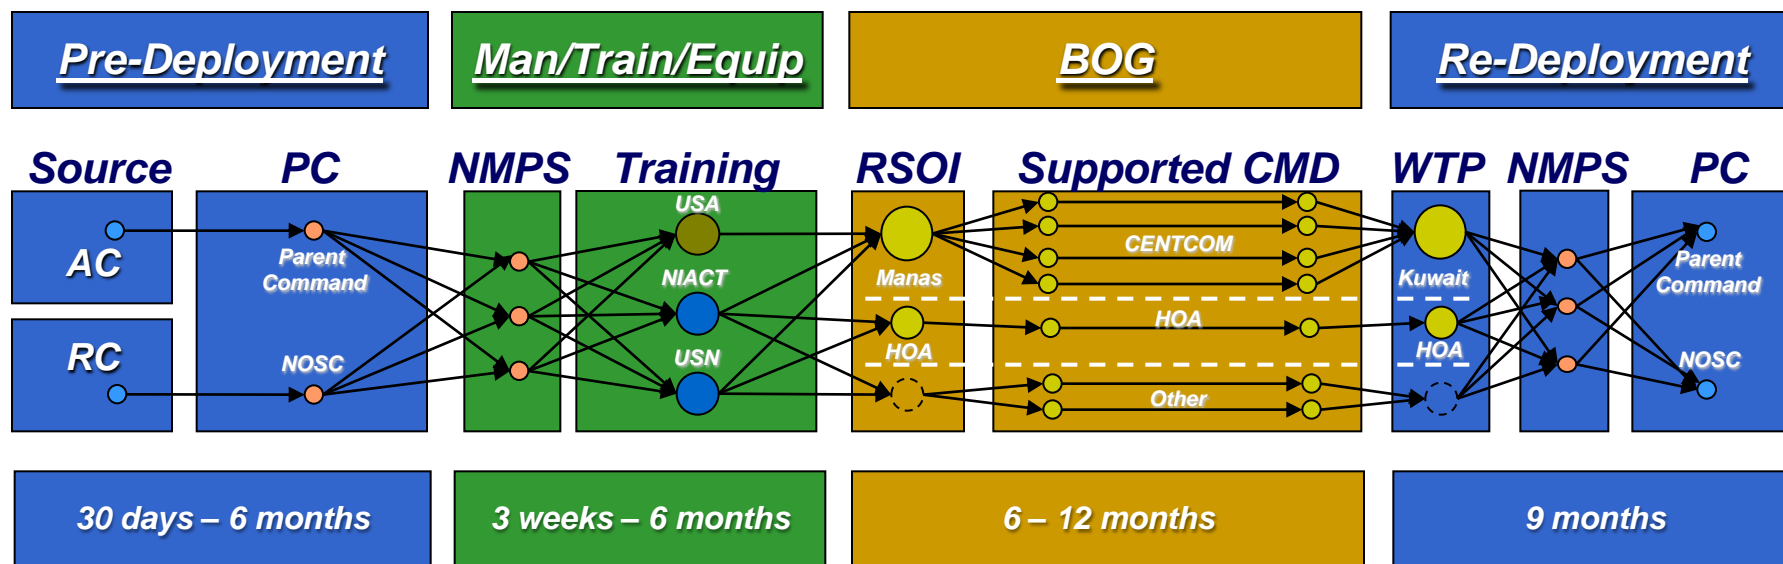 Pre-Deployment
Man/Train/Equip
BOG
Re-Deployment
Source
PC
NMPS
Training
RSOI
Supported CMD
WTP
NMPS
PC
AC
RC
Parent
Command
NOSC
USA
NIACT
USN
Manas
HOA
CENTCOM
HOA
Other
Kuwait
HOA
Parent
Command
NOSC
30 days – 6 months
3 weeks – 6 months
6 – 12 months
9 months